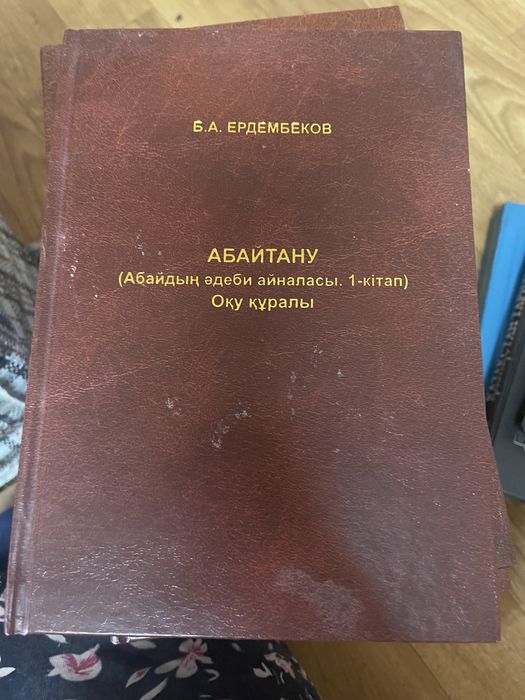 Б.А. ЕРДЕМБЕКОВ
АБАЙТАНУ
(Абайдың әдеби айналасы. 1-кітап)
Оқу құралы